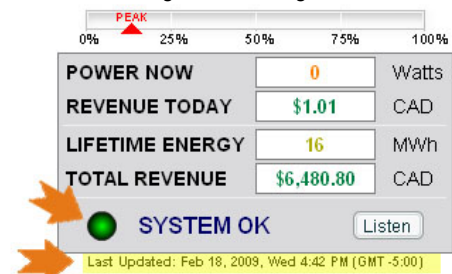 PEAK
0% 25% 50% 75% 100%
POWER NOW 0 Watts
REVENUE TODAY $1.01 CAD
LIFETIME ENERGY 16 MWh
TOTAL REVENUE $6,480.80 CAD
SYSTEM OK Listen
Last Updated: Feb 18, 2009, Wed 4:42 PM (GMT -5:00)